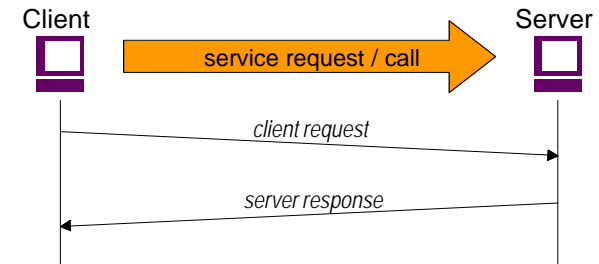 Client
Server
service request / call
client request
server response